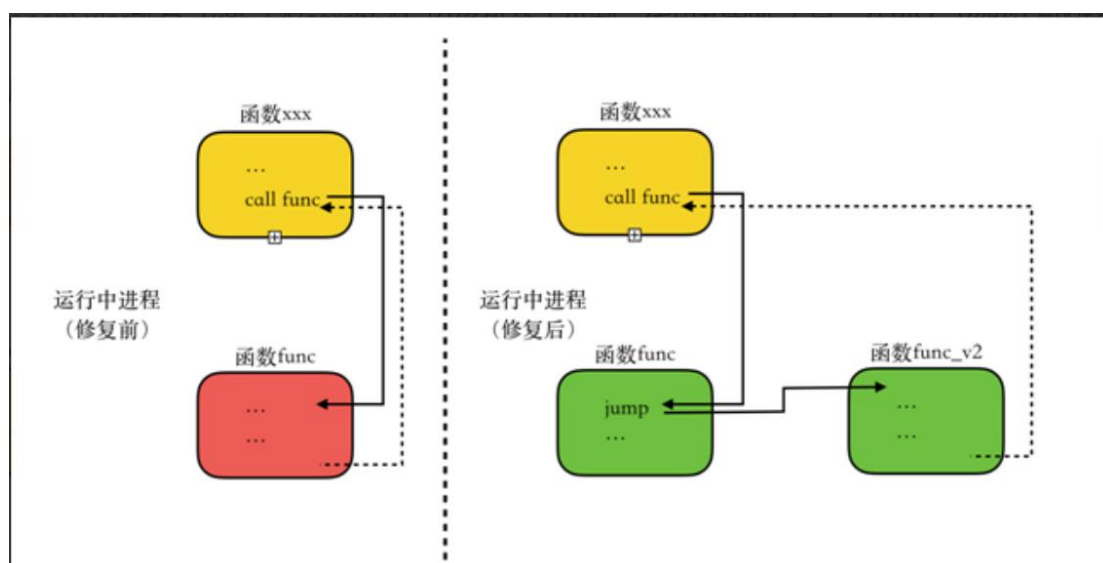 函数xxx
…
call func
运行中进程
（修复前）
函数func
…
…
函数xxx
…
call func
运行中进程
（修复后）
函数func
jump
…
函数func_v2
…
…